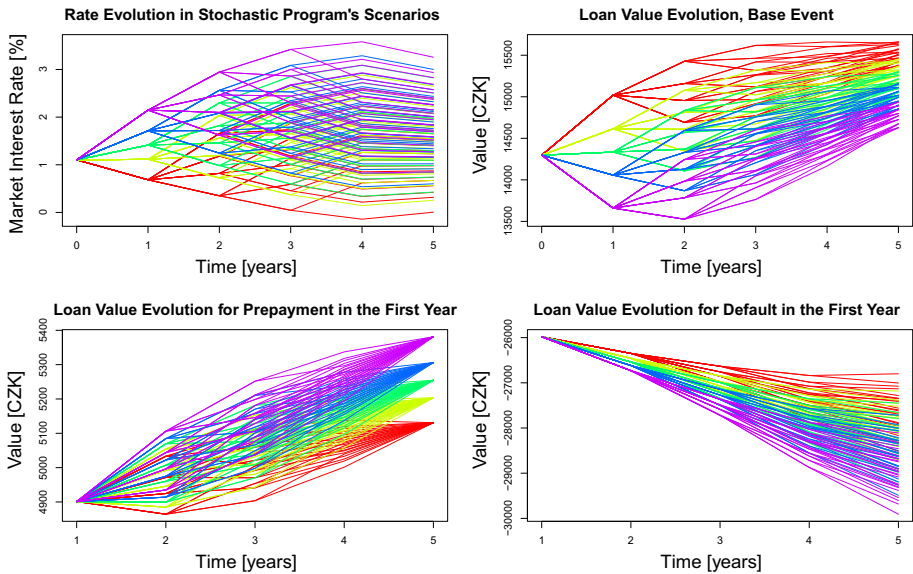 Rate Evolution in Stochastic Program's Scenarios
Market Interest Rate [%]
3
2
1
0
0 1 2 3 4 5
Time [years]
Loan Value Evolution, Base Event
Value [CZK]
15500
15000
14500
14000
13500
0 1 2 3 4 5
Time [years]
Loan Value Evolution for Prepayment in the First Year
Value [CZK]
5400
5300
5200
5100
5000
4900
1 2 3 4 5
Time [years]
Loan Value Evolution for Default in the First Year
Value [CZK]
−26000
−27000
−28000
−29000
−30000
1 2 3 4 5
Time [years]